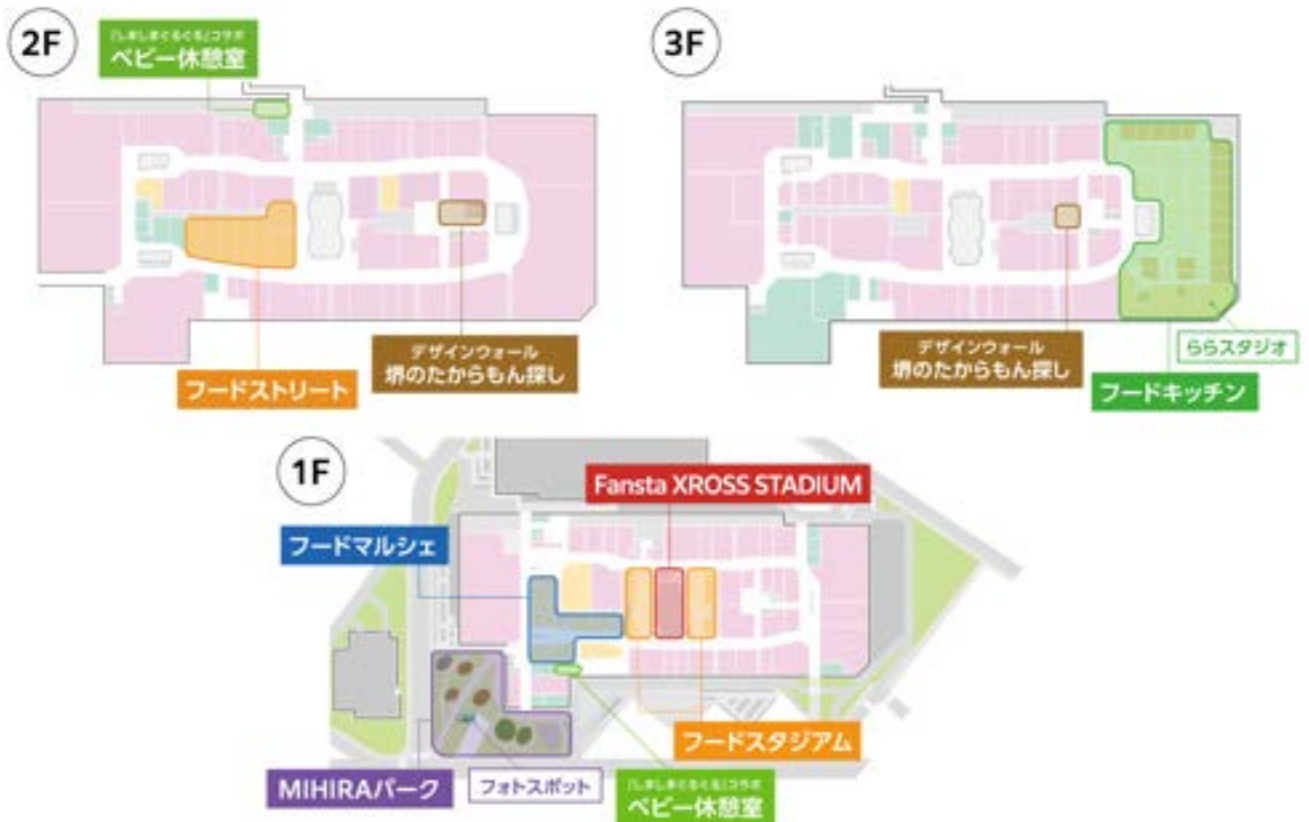 2F
「しましまぐるぐる」コラボ
ベビー休憩室
フードストリート
デザインウォール
堺のたからもん探し
3F
デザインウォール
堺のたからもん探し
ららスタジオ
フードキッチン
1F
Fansta XROSS STADIUM
フードマルシェ
フードスタジアム
MIHIRAパーク
フォトスポット
「しましまぐるぐる」コラボ
ベビー休憩室